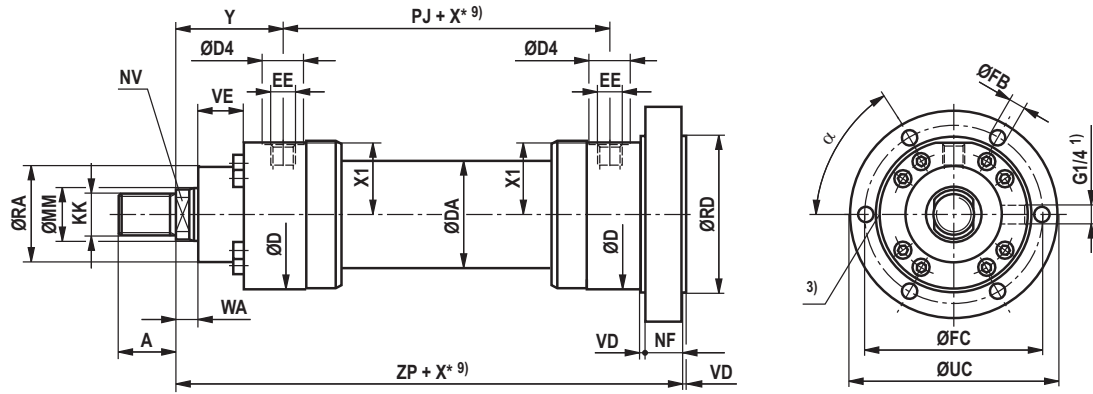 Y
PJ + X* 9)
ØD4
ØD4
NV
EE
EE
VE
ØFB
α
G1/4 1)
X1
X1
ØRA
ØMM
KK
ØDA
ØRD
ØD
ØD
3)
WA
A
VD
NF
ØFC
ZP + X* 9)
VD
ØUC